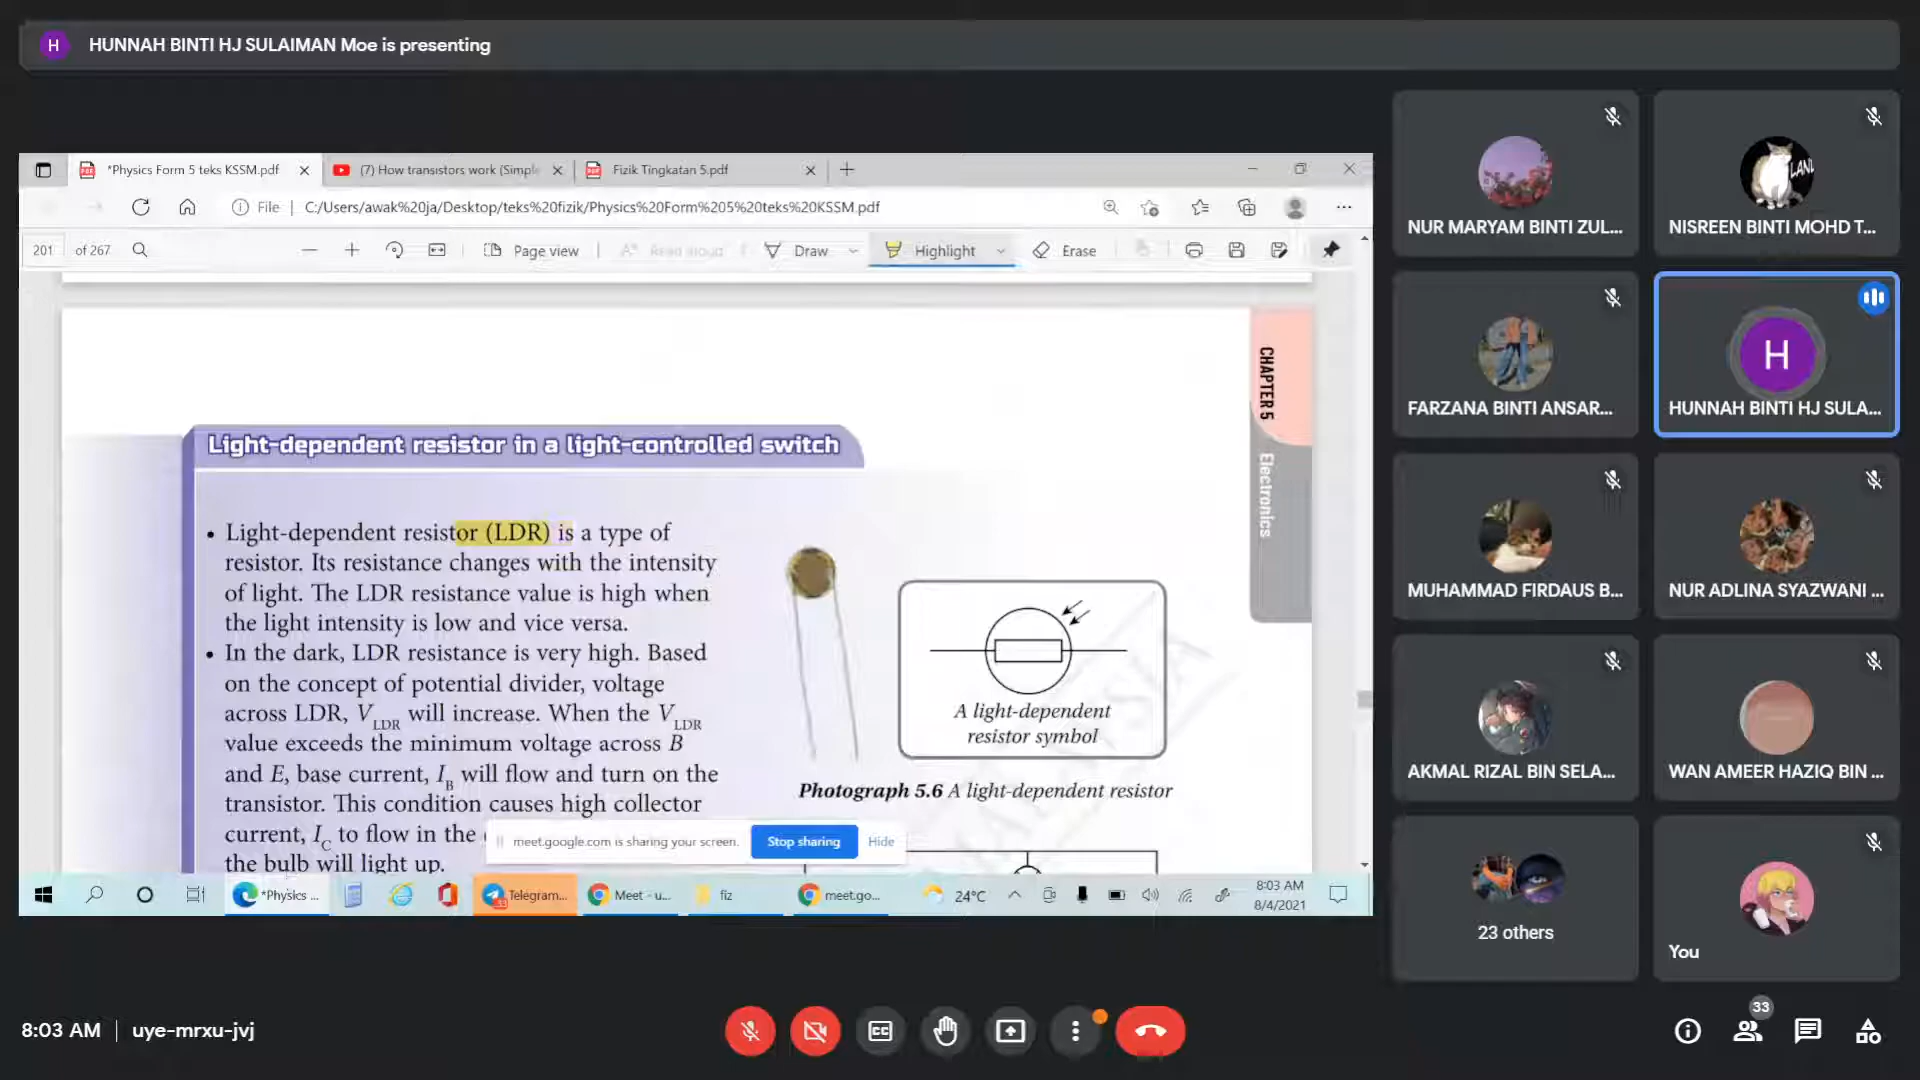 H HUNNAH BINTI HJ SULAIMAN Moe is presenting
*Physics Form 5 teks KSSM.pdf
(7) How transistors work (Simpl
Fizik Tingkatan 5.pdf
File | C:/Users/awak%20ja/Desktop/teks%20fizik/Physics%20Form%205%20teks%20KSSM.pdf
201 of 267
Page view
Read aloud
Draw
Highlight
Erase
CHAPTER 5
Electronics
Light-dependent resistor in a light-controlled switch
• Light-dependent resistor (LDR) is a type of
resistor. Its resistance changes with the intensity
of light. The LDR resistance value is high when
the light intensity is low and vice versa.
• In the dark, LDR resistance is very high. Based
on the concept of potential divider, voltage
across LDR, VLDR will increase. When the VLDR
value exceeds the minimum voltage across B
and E, base current, IB will flow and turn on the
transistor. This condition causes high collector
current, IC to flow in the
the bulb will light up.
A light-dependent
resistor symbol
Photograph 5.6 A light-dependent resistor
meet.google.com is sharing your screen.
Stop sharing
Hide
*Physics ...
Telegram...
Meet - u...
fiz
meet.go...
24°C
8:03 AM
8/4/2021
NUR MARYAM BINTI ZUL...
LANL
NISREEN BINTI MOHD T...
FARZANA BINTI ANSAR...
H
HUNNAH BINTI HJ SULA...
MUHAMMAD FIRDAUS B...
NUR ADLINA SYAZWANI ...
AKMAL RIZAL BIN SELA...
WAN AMEER HAZIQ BIN ...
23 others
You
8:03 AM | uye-mrxu-jvj
CC
33